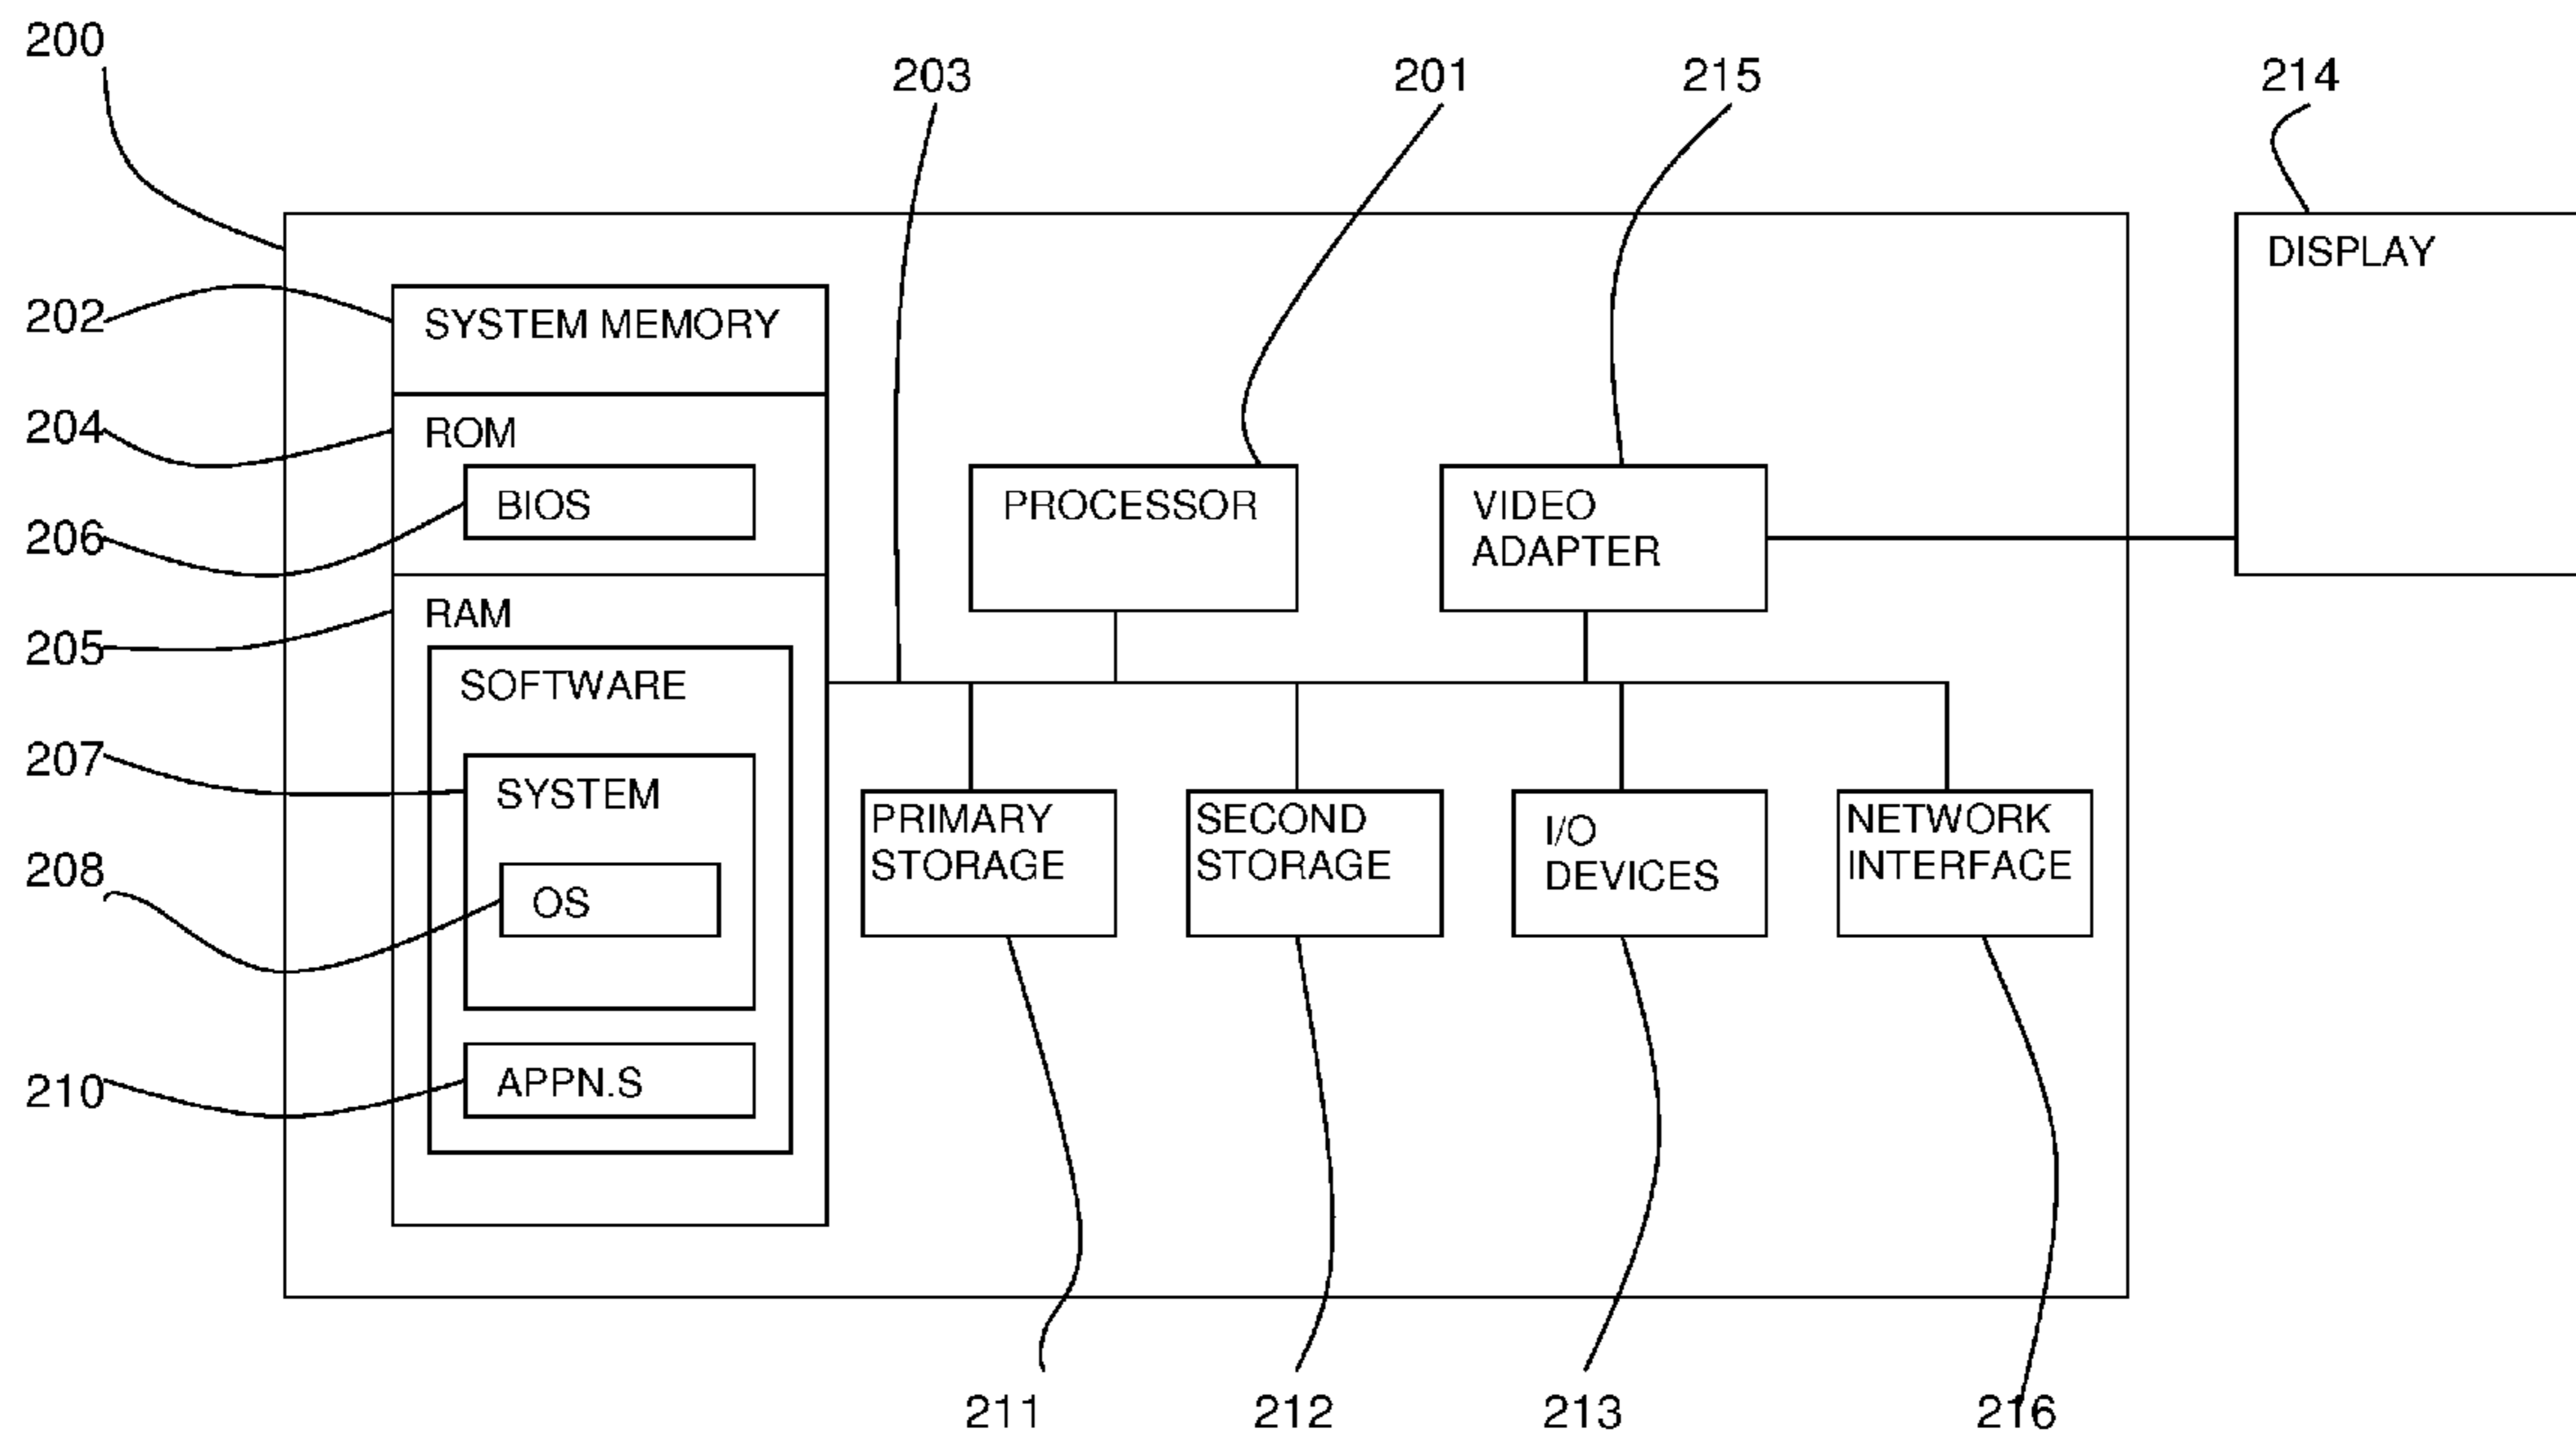 200
203
201
215
214
202
SYSTEM MEMORY
DISPLAY
204
ROM
206
BIOS
PROCESSOR
VIDEO
ADAPTER
205
RAM
SOFTWARE
207
SYSTEM
208
OS
PRIMARY
STORAGE
SECOND
STORAGE
I/O
DEVICES
NETWORK
INTERFACE
210
APPN.S
211
212
213
216